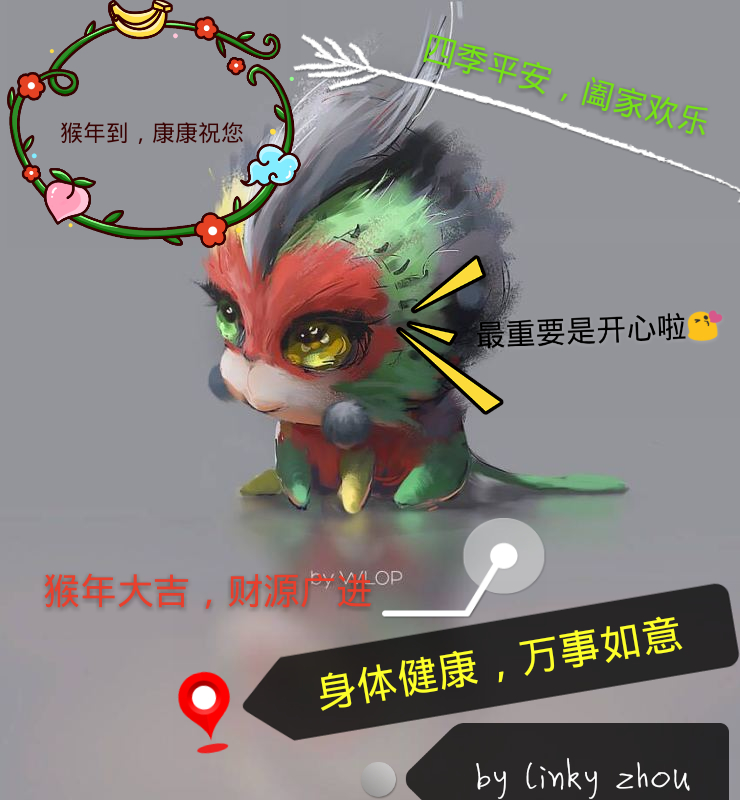 四季平安，阖家欢乐
猴年到，康康祝您
最重要是开心啦
by WLOP
猴年大吉，财源广进
身体健康，万事如意
by linky zhou